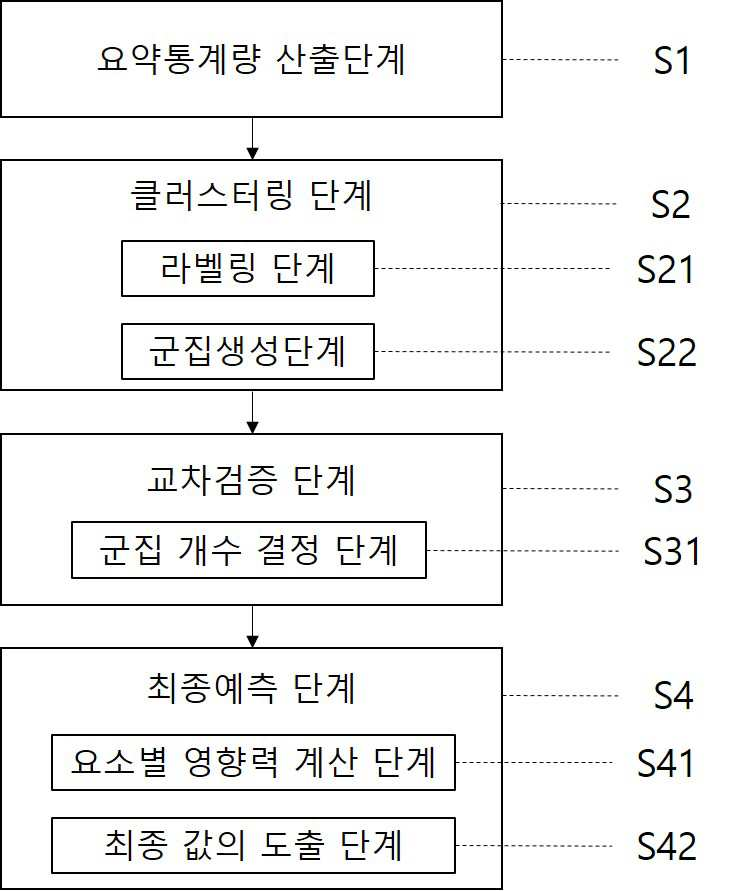 요약통계량 산출단계 S1
클러스터링 단계 S2
라벨링 단계 S21
군집생성단계 S22
교차검증 단계 S3
군집 개수 결정 단계 S31
최종예측 단계 S4
요소별 영향력 계산 단계 S41
최종 값의 도출 단계 S42